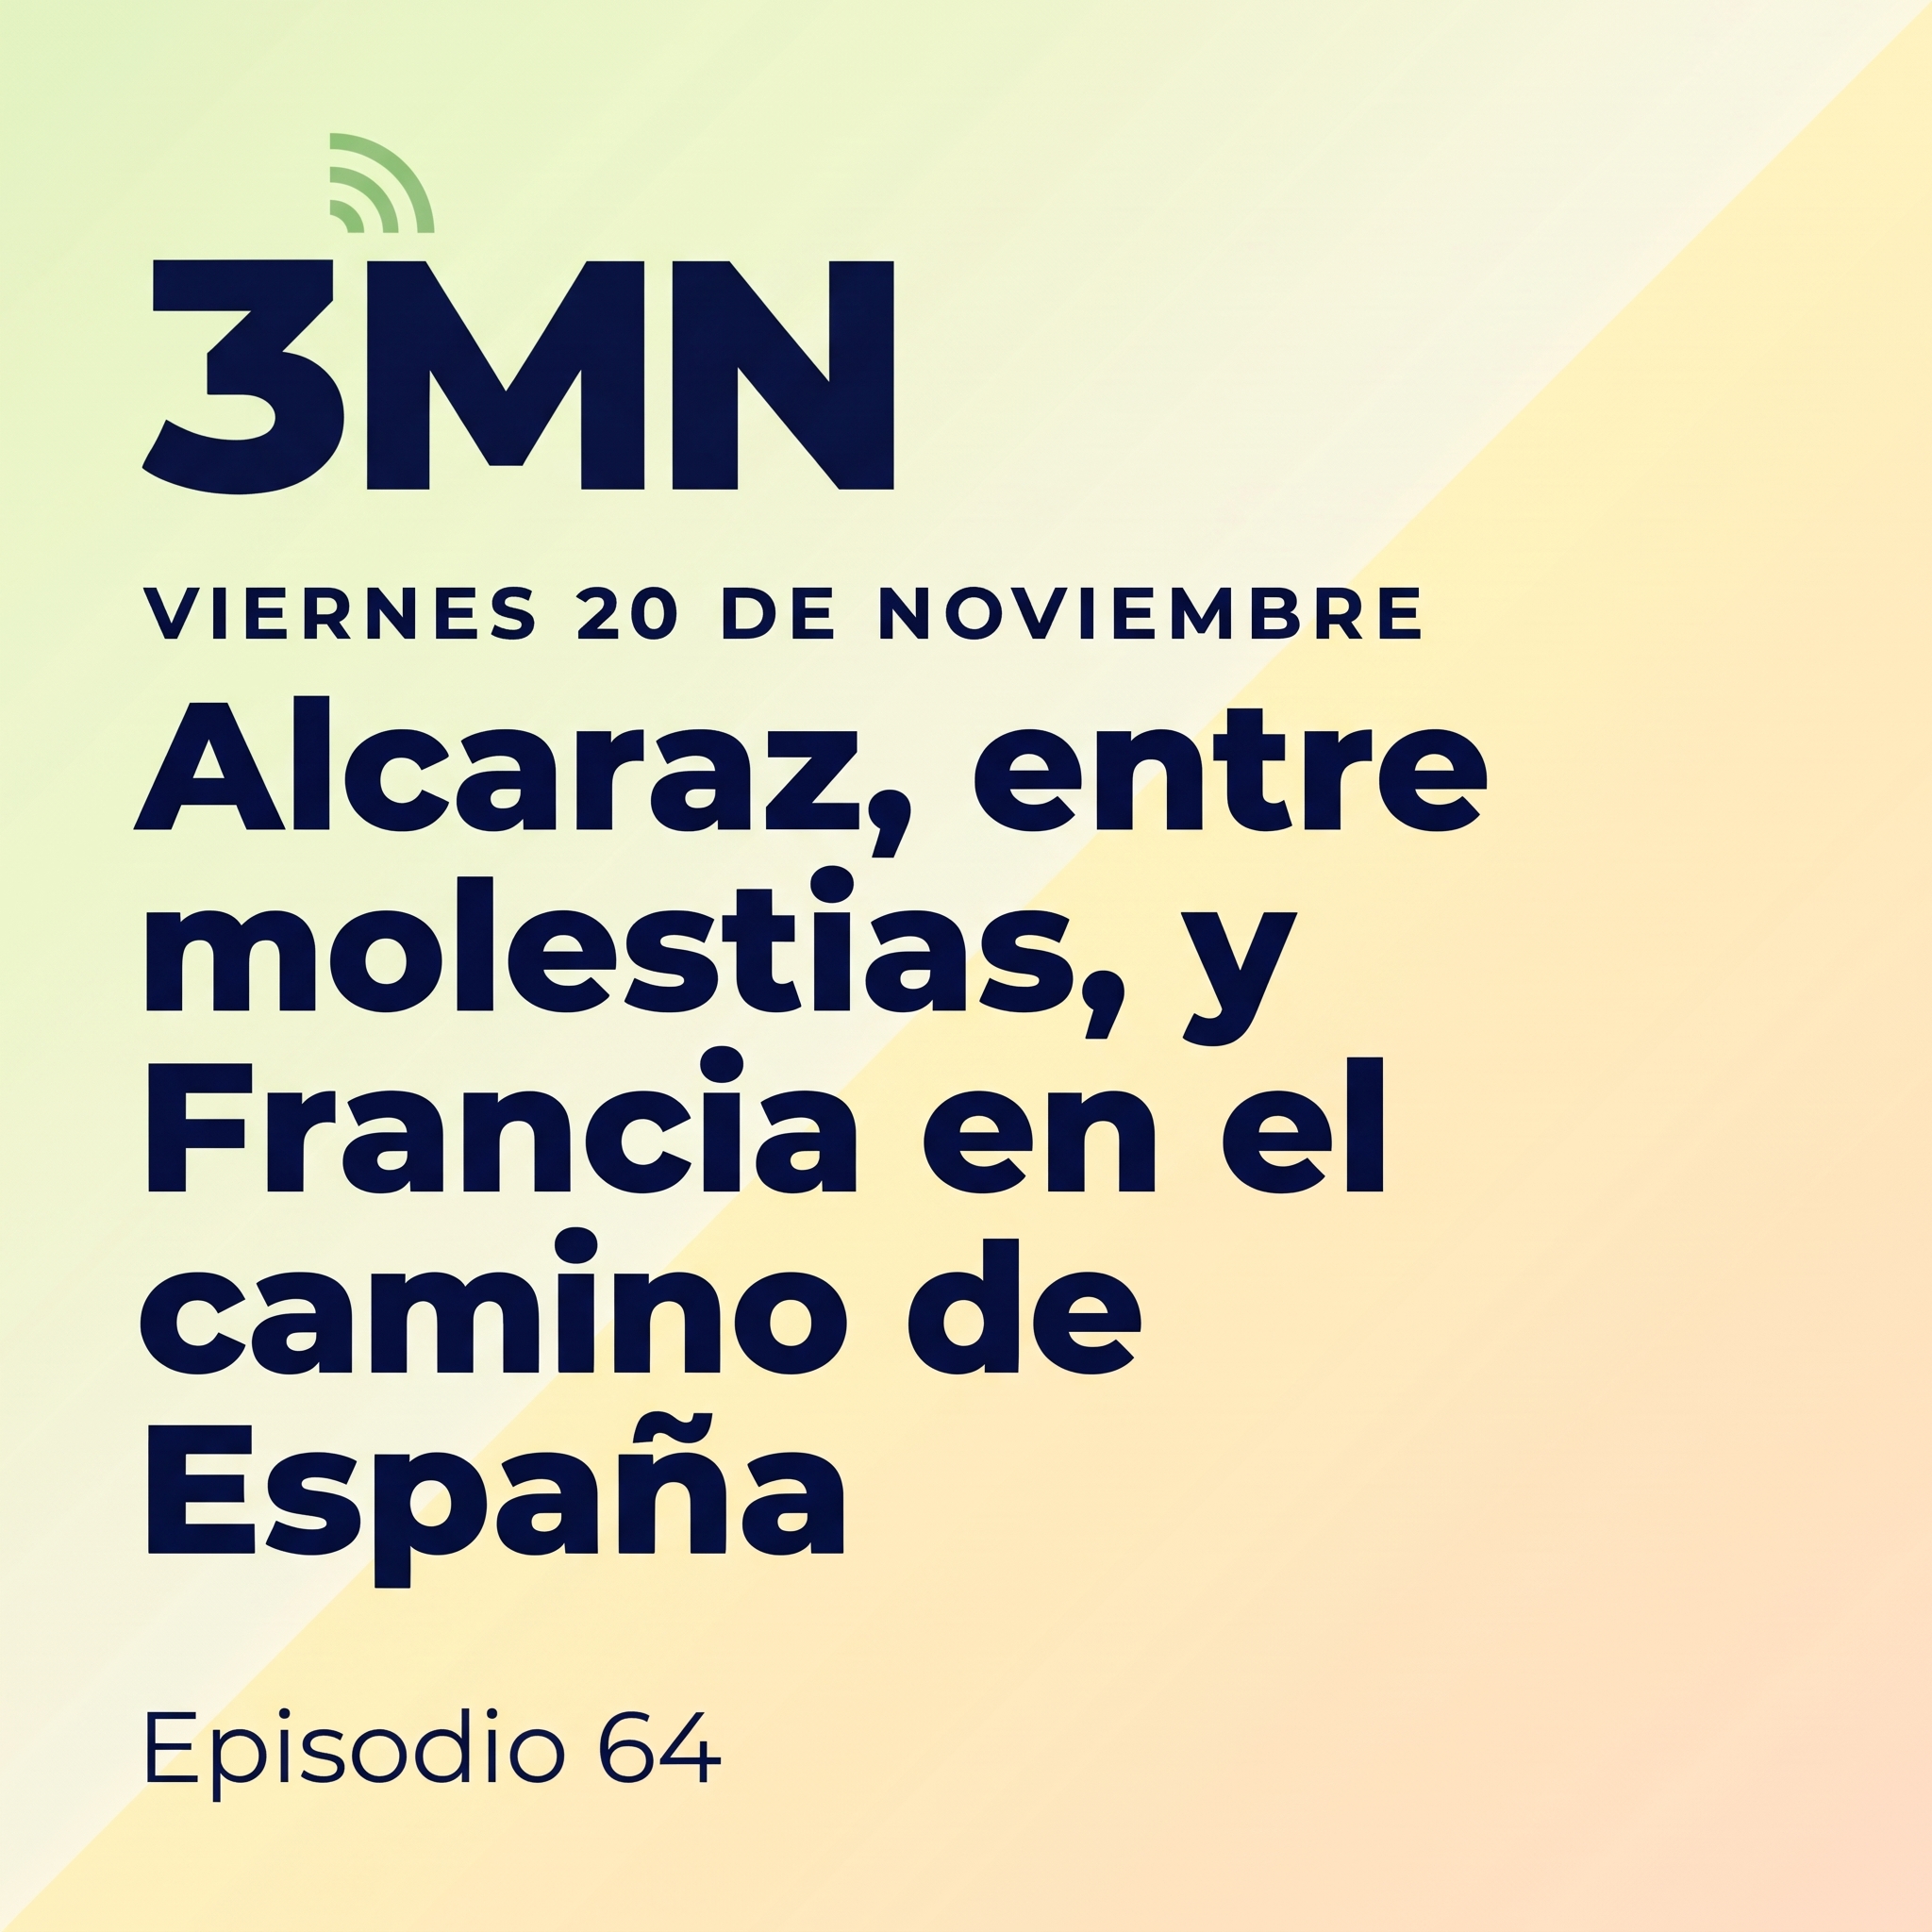 3MN
VIERNES 20 DE NOVIEMBRE
Alcaraz, entre
molestias, y
Francia en el
camino de
España
Episodio 64